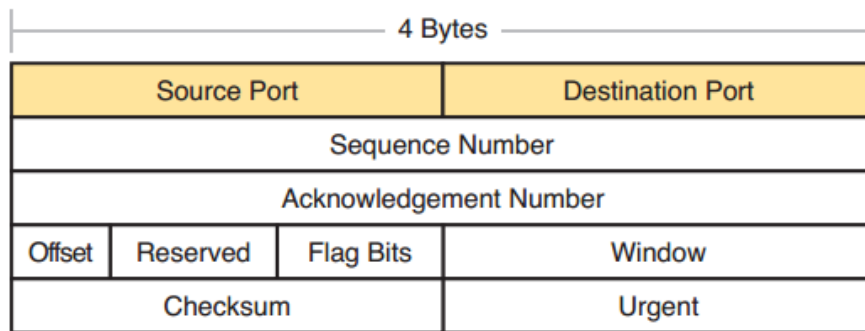 4 Bytes
Source Port Destination Port
Sequence Number
Acknowledgement Number
Offset Reserved Flag Bits Window
Checksum Urgent